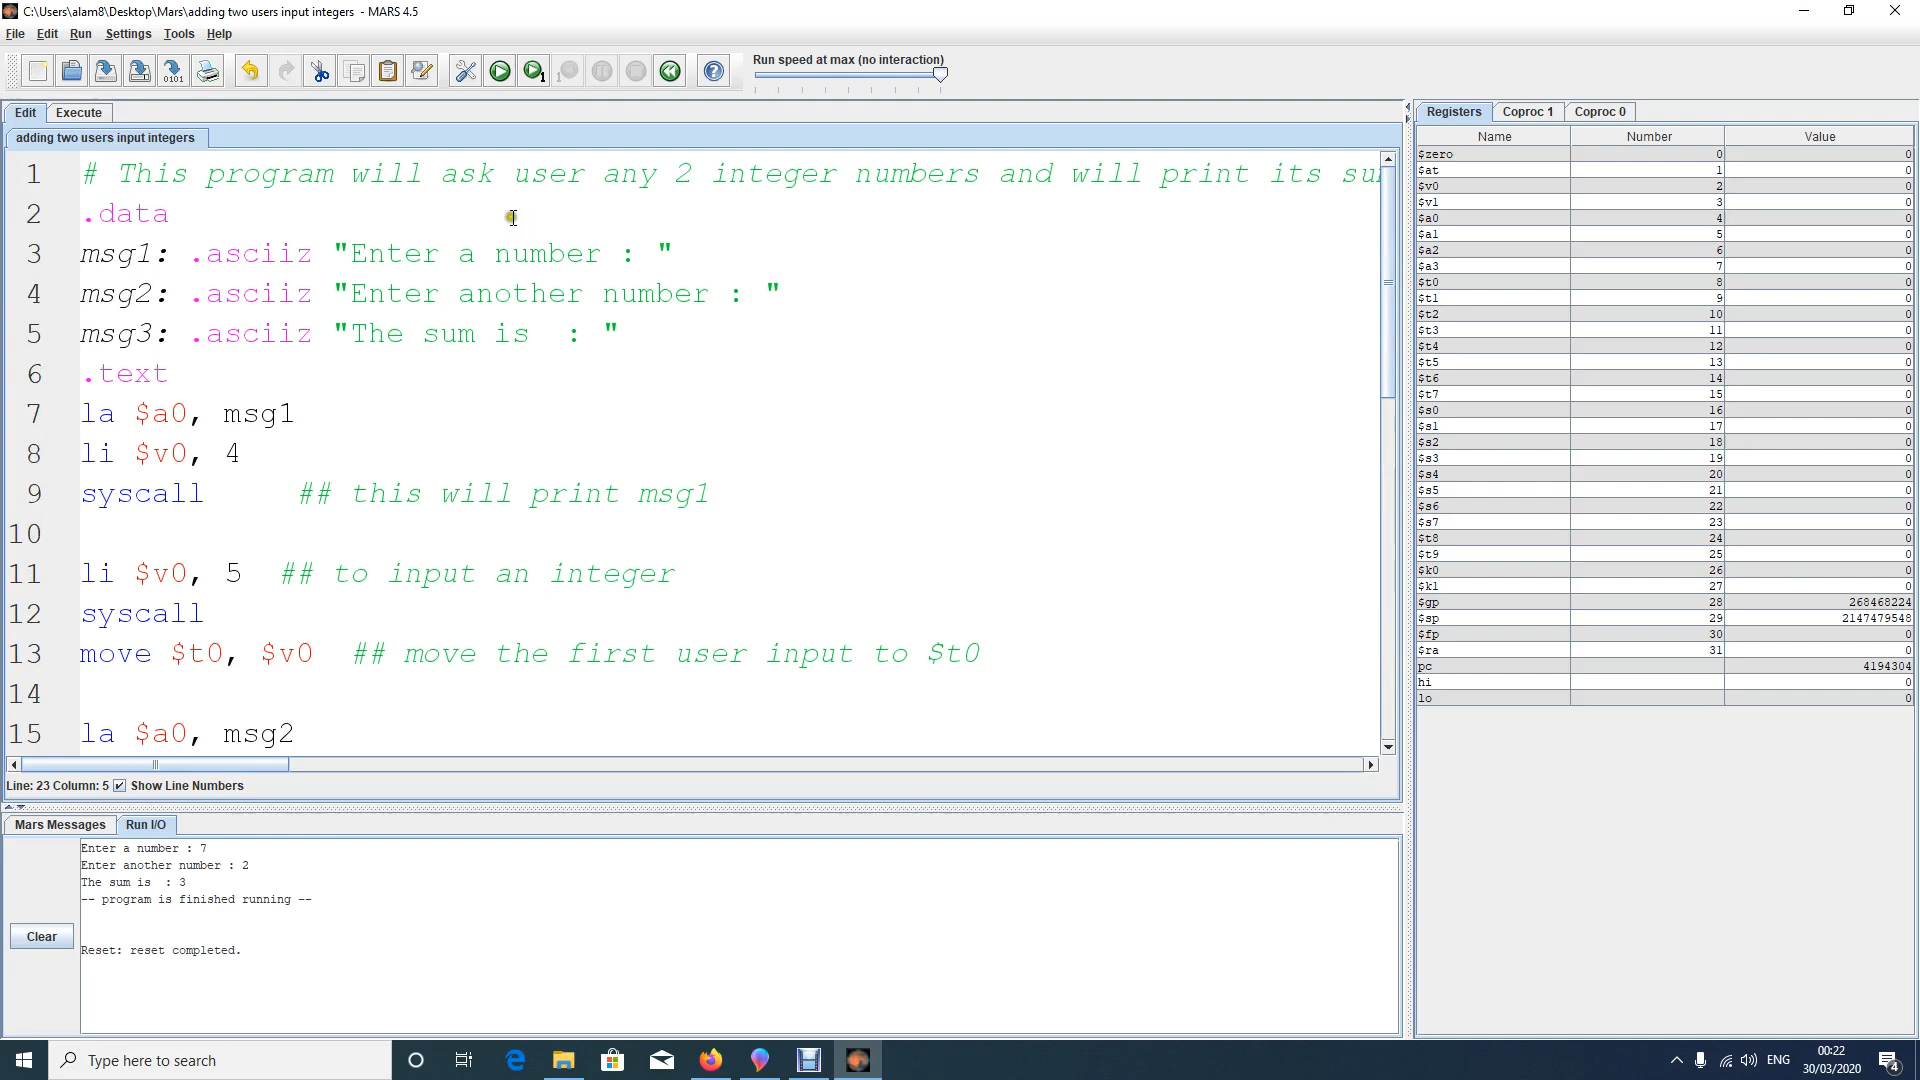 C:\Users\alam8\Desktop\Mars\adding two users input integers - MARS 4.5
File Edit Run Settings Tools Help
Run speed at max (no interaction)
Edit Execute
adding two users input integers
1 # This program will ask user any 2 integer numbers and will print its su
2 .data
3 msg1: .asciiz "Enter a number : "
4 msg2: .asciiz "Enter another number : "
5 msg3: .asciiz "The sum is  : "
6 .text
7 la $a0, msg1
8 li $v0, 4
9 syscall ## this will print msg1
10
11 li $v0, 5 ## to input an integer
12 syscall
13 move $t0, $v0 ## move the first user input to $t0
14
15 la $a0, msg2
Line: 23 Column: 5 Show Line Numbers
Mars Messages Run I/O
Enter a number : 7
Enter another number : 2
The sum is  : 3
-- program is finished running --
Reset: reset completed.
Clear
Registers Coproc 1 Coproc 0
Name Number Value
$zero 0 0
$at 1 0
$v0 2 0
$v1 3 0
$a0 4 0
$a1 5 0
$a2 6 0
$a3 7 0
$t0 8 0
$t1 9 0
$t2 10 0
$t3 11 0
$t4 12 0
$t5 13 0
$t6 14 0
$t7 15 0
$s0 16 0
$s1 17 0
$s2 18 0
$s3 19 0
$s4 20 0
$s5 21 0
$s6 22 0
$s7 23 0
$t8 24 0
$t9 25 0
$k0 26 0
$k1 27 0
$gp 28 268468224
$sp 29 2147479548
$fp 30 0
$ra 31 0
pc 4194304
hi 0
lo 0
Type here to search
ENG
00:22
30/03/2020
4